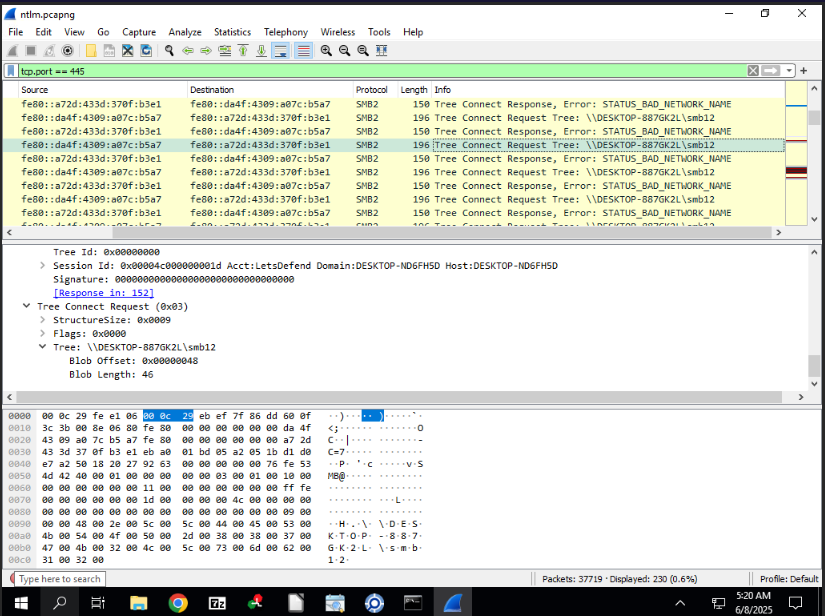 ntlm.pcapng
File Edit View Go Capture Analyze Statistics Telephony Wireless Tools Help
tcp.port == 445
Source Destination Protocol Length Info
fe80::a72d:433d:370f:b3e1 fe80::da4f:4309:a07c:b5a7 SMB2 150 Tree Connect Response, Error: STATUS_BAD_NETWORK_NAME
fe80::da4f:4309:a07c:b5a7 fe80::a72d:433d:370f:b3e1 SMB2 196 Tree Connect Request Tree: \\DESKTOP-887GK2L\smb12
fe80::a72d:433d:370f:b3e1 fe80::da4f:4309:a07c:b5a7 SMB2 150 Tree Connect Response, Error: STATUS_BAD_NETWORK_NAME
fe80::da4f:4309:a07c:b5a7 fe80::a72d:433d:370f:b3e1 SMB2 196 Tree Connect Request Tree: \\DESKTOP-887GK2L\smb12
fe80::a72d:433d:370f:b3e1 fe80::da4f:4309:a07c:b5a7 SMB2 150 Tree Connect Response, Error: STATUS_BAD_NETWORK_NAME
fe80::da4f:4309:a07c:b5a7 fe80::a72d:433d:370f:b3e1 SMB2 196 Tree Connect Request Tree: \\DESKTOP-887GK2L\smb12
fe80::a72d:433d:370f:b3e1 fe80::da4f:4309:a07c:b5a7 SMB2 150 Tree Connect Response, Error: STATUS_BAD_NETWORK_NAME
fe80::da4f:4309:a07c:b5a7 fe80::a72d:433d:370f:b3e1 SMB2 196 Tree Connect Request Tree: \\DESKTOP-887GK2L\smb12
fe80::a72d:433d:370f:b3e1 fe80::da4f:4309:a07c:b5a7 SMB2 150 Tree Connect Response, Error: STATUS_BAD_NETWORK_NAME
fe80::da4f:4309:a07c:b5a7 fe80::a72d:433d:370f:b3e1 SMB2 196 Tree Connect Request Tree: \\DESKTOP-887GK2L\smb12
Tree Id: 0x00000000
Session Id: 0x00004c000000001d Acct:LetsDefend Domain:DESKTOP-ND6FH5D Host:DESKTOP-ND6FH5D
Signature: 00000000000000000000000000000000
[Response in: 152]
Tree Connect Request (0x03)
StructureSize: 0x0009
Flags: 0x0000
Tree: \\DESKTOP-887GK2L\smb12
Blob Offset: 0x00000048
Blob Length: 46
0000 00 0c 29 fe e1 06 00 0c 29 eb ef 7f 86 dd 60 0f ··)·····)·····`·
0010 3c 3b 00 8e 06 80 fe 80 00 00 00 00 00 00 da 4f <;·············O
0020 43 09 a0 7c b5 a7 fe 80 00 00 00 00 00 00 a7 2d C··|···········-
0030 43 3d 37 0f b3 e1 eb a0 01 bd 05 a2 05 1b d1 d0 C=7·············
0040 e7 a2 50 18 20 27 92 63 00 00 00 00 00 76 fe 53 ··P· '·c·····v·S
0050 4d 42 40 00 01 00 00 00 00 00 03 00 01 00 10 00 MB@·············
0060 00 00 00 00 00 00 11 00 00 00 00 00 00 00 ff fe ················
0070 00 00 00 00 00 00 1d 00 00 00 00 4c 00 00 00 00 ···········L····
0080 00 00 00 00 00 00 00 00 00 00 00 00 00 00 09 00 ················
0090 00 00 48 00 2e 00 5c 00 5c 00 44 00 45 00 53 00 ··H·.·\·\·D·E·S·
00a0 4b 00 54 00 4f 00 50 00 2d 00 38 00 38 00 37 00 K·T·O·P·-·8·8·7·
00b0 47 00 4b 00 32 00 4c 00 5c 00 73 00 6d 00 62 00 G·K·2·L·\·s·m·b·
00c0 31 00 32 00 1·2·
Type here to search
Packets: 37719 · Displayed: 230 (0.6%) Profile: Default
5:20 AM
6/8/2025